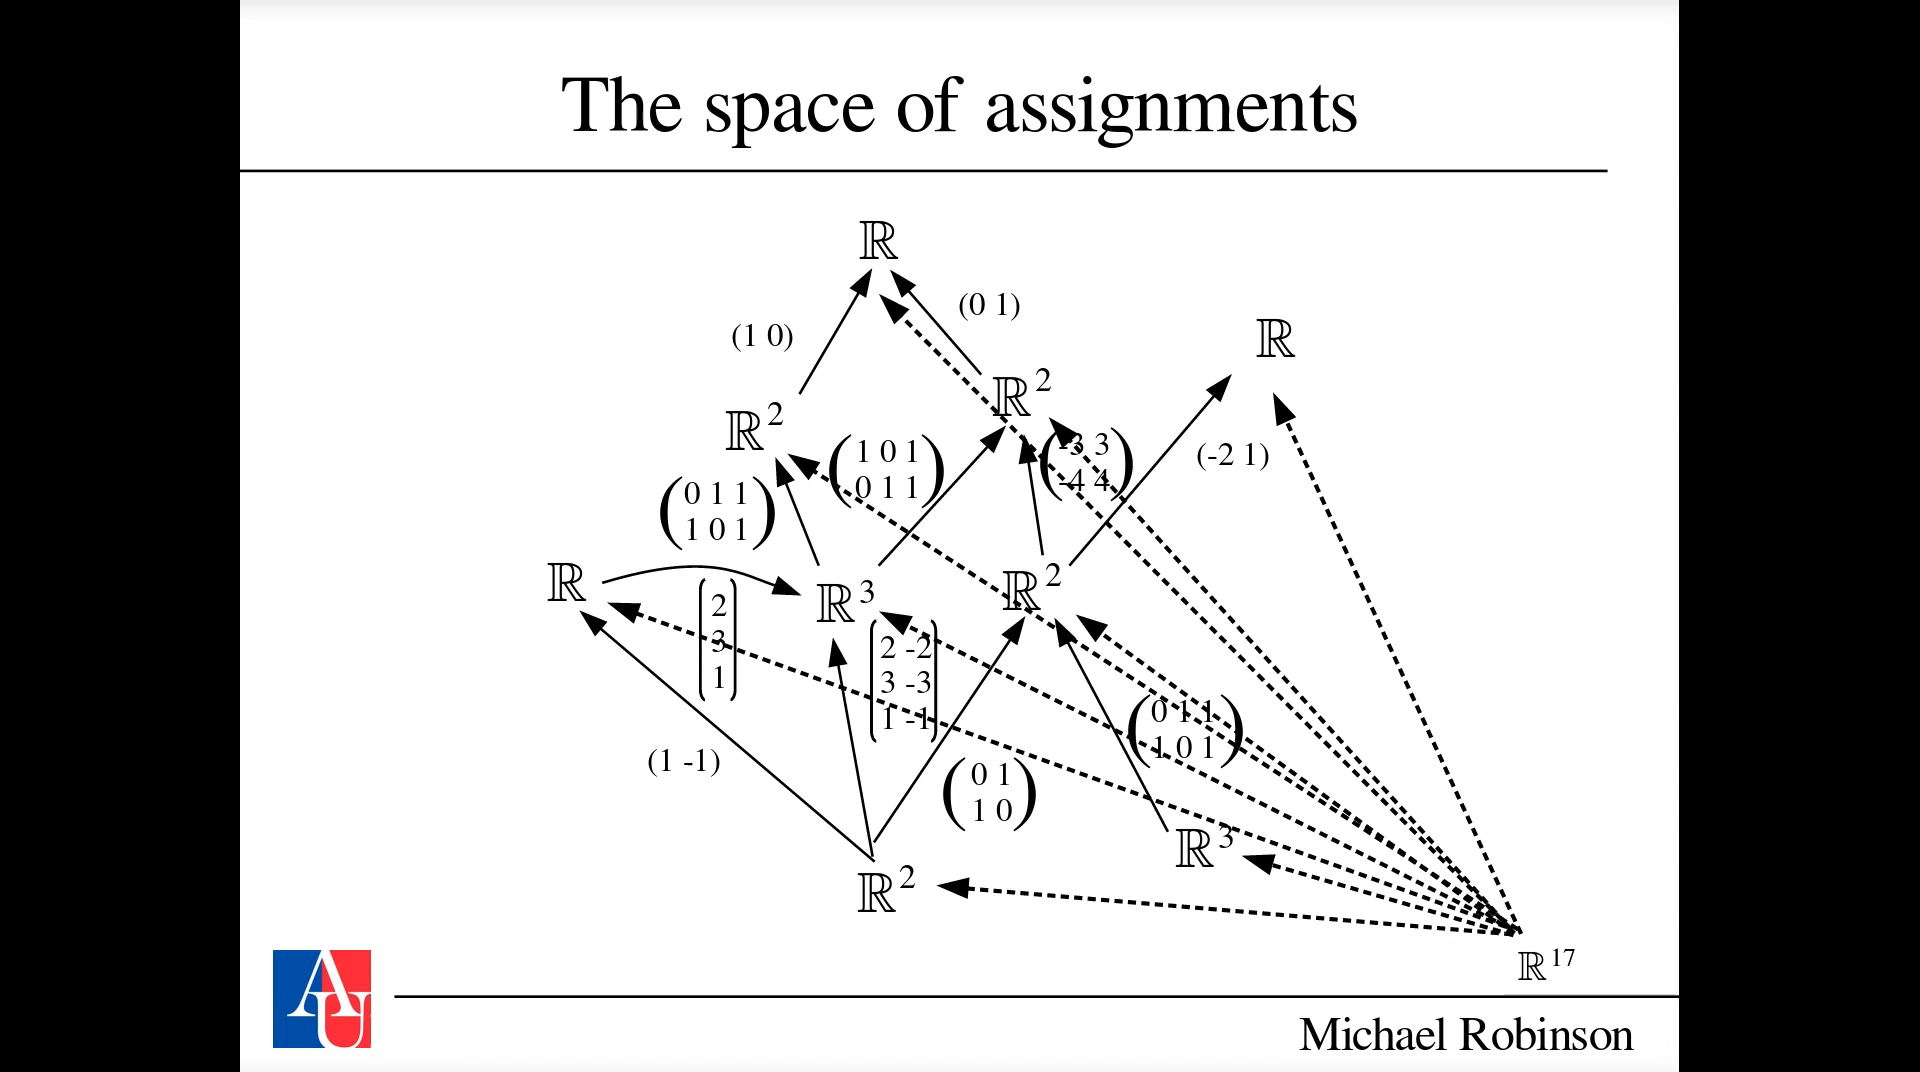 The space of assignments
ℝ
(0 1)
(1 0)
ℝ
ℝ²
ℝ²
(-2 1)
(1 0 1
0 1 1)
(-3 3
-4 4)
(0 1 1
1 0 1)
ℝ
ℝ³
ℝ²
(2
3
1)
(2 -2
3 -3
1 -1)
(0 1 1
1 0 1)
(1 -1)
(0 1
1 0)
ℝ³
ℝ²
ℝ¹⁷
AU
Michael Robinson